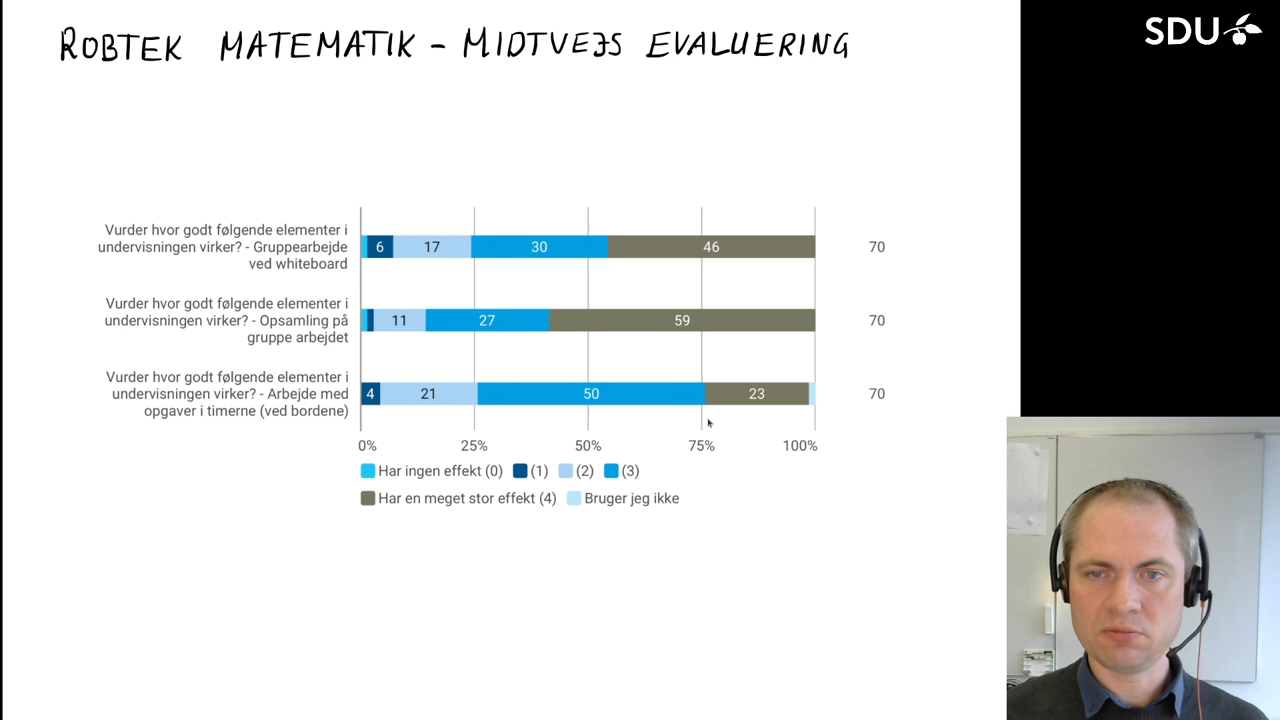 ROBTEK MATEMATIK - MIDTVEJS EVALUERING
SDU
Vurder hvor godt følgende elementer i
undervisningen virker? - Gruppearbejde
ved whiteboard
6 17 30 46 70
Vurder hvor godt følgende elementer i
undervisningen virker? - Opsamling på
gruppe arbejdet
11 27 59 70
Vurder hvor godt følgende elementer i
undervisningen virker? - Arbejde med
opgaver i timerne (ved bordene)
4 21 50 23 70
0% 25% 50% 75% 100%
Har ingen effekt (0) (1) (2) (3)
Har en meget stor effekt (4) Bruger jeg ikke